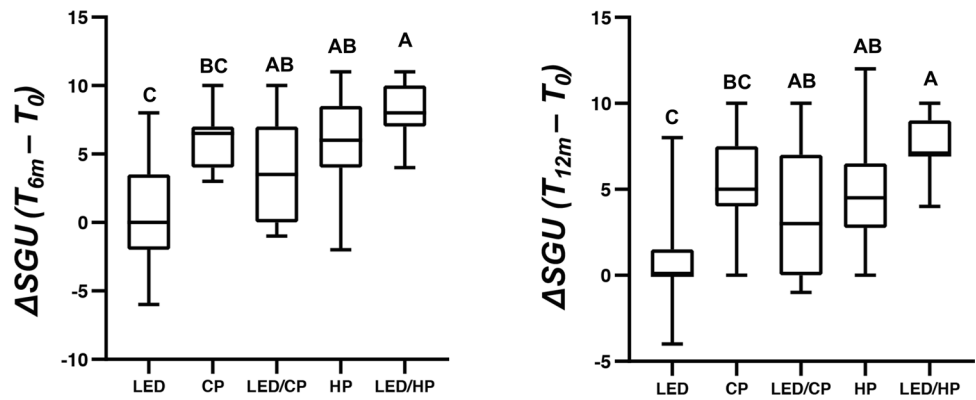 ΔSGU (T6m – T0)
15
10
5
0
-5
-10
C
BC
AB
AB
A
LED
CP
LED/CP
HP
LED/HP
ΔSGU (T12m – T0)
15
10
5
0
-5
C
BC
AB
AB
A
LED
CP
LED/CP
HP
LED/HP